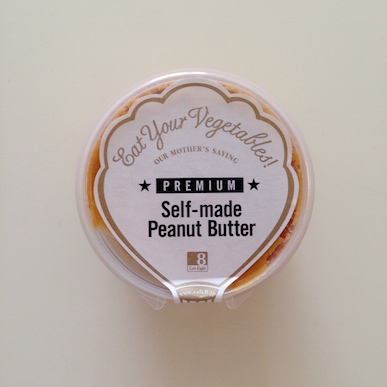 Eat Your Vegetables!
OUR MOTHER'S SAYING
★ PREMIUM ★
Self-made
Peanut Butter
8